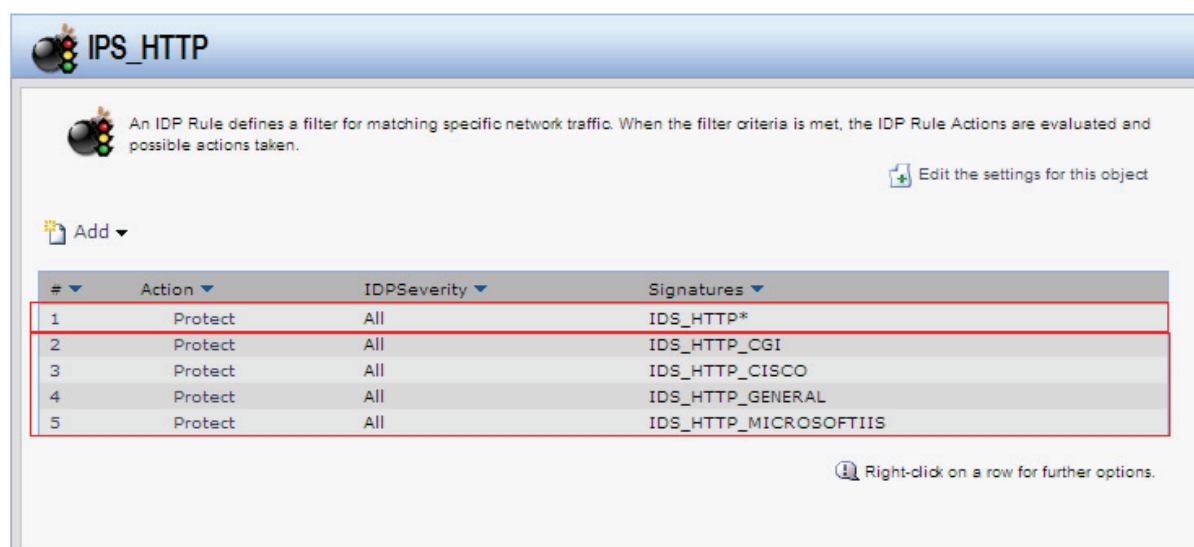 IPS_HTTP
An IDP Rule defines a filter for matching specific network traffic. When the filter criteria is met, the IDP Rule Actions are evaluated and
possible actions taken.
Edit the settings for this object
Add
# Action IDPSeverity Signatures
1 Protect All IDS_HTTP*
2 Protect All IDS_HTTP_CGI
3 Protect All IDS_HTTP_CISCO
4 Protect All IDS_HTTP_GENERAL
5 Protect All IDS_HTTP_MICROSOFTIIS
Right-click on a row for further options.